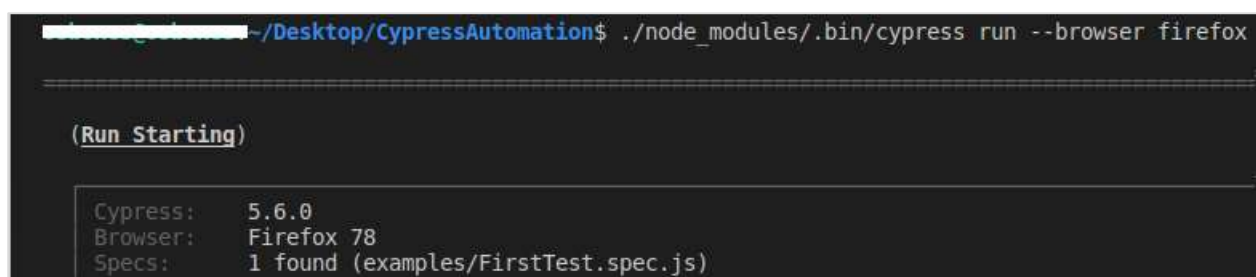 ~/Desktop/CypressAutomation$ ./node_modules/.bin/cypress run --browser firefox
(Run Starting)
Cypress: 5.6.0
Browser: Firefox 78
Specs: 1 found (examples/FirstTest.spec.js)